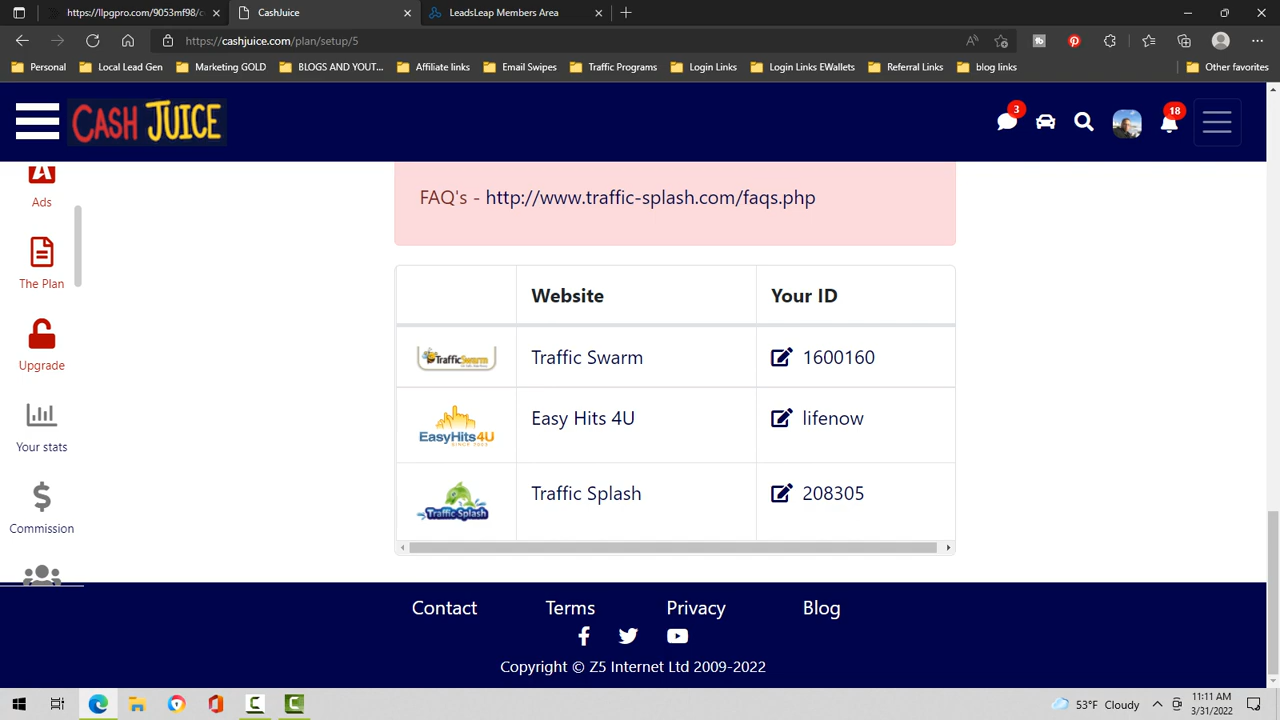 https://llpgpro.com/9053mf98/
CashJuice
LeadsLeap Members Area
https://cashjuice.com/plan/setup/5
Personal
Local Lead Gen
Marketing GOLD
BLOGS AND YOUT...
Affiliate links
Email Swipes
Traffic Programs
Login Links
Login Links EWallets
Referral Links
blog links
Other favorites
CASH JUICE
3
18
Ads
The Plan
Upgrade
Your stats
Commission
FAQ's - http://www.traffic-splash.com/faqs.php
Website Your ID
TrafficSwarm Traffic Swarm 1600160
EasyHits4U Easy Hits 4U lifenow
Traffic Splash Traffic Splash 208305
Contact Terms Privacy Blog
Copyright © Z5 Internet Ltd 2009-2022
53°F Cloudy
11:11 AM
3/31/2022